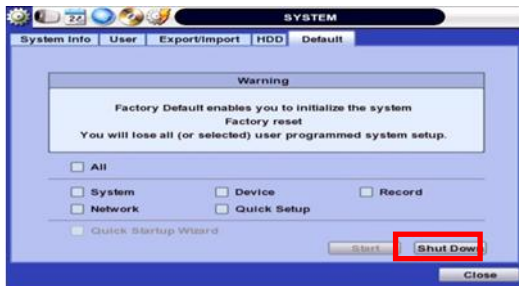 SYSTEM
System Info User Export/Import HDD Default
Warning
Factory Default enables you to initialize the system
Factory reset
You will lose all (or selected) user programmed system setup.
All
System Device Record
Network Quick Setup
Quick Startup Wizard
Start Shut Down
Close